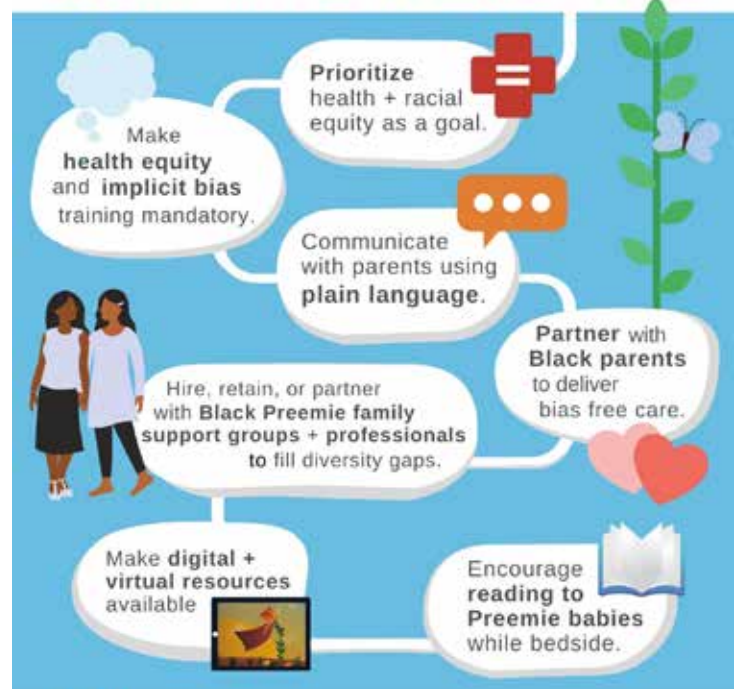 Prioritize
health + racial
equity as a goal.
Make
health equity
and implicit bias
training mandatory.
Communicate
with parents using
plain language.
Partner with
Black parents
to deliver
bias free care.
Hire, retain, or partner
with Black Preemie family
support groups + professionals
to fill diversity gaps.
Make digital +
virtual resources
available
Encourage
reading to
Preemie babies
while bedside.